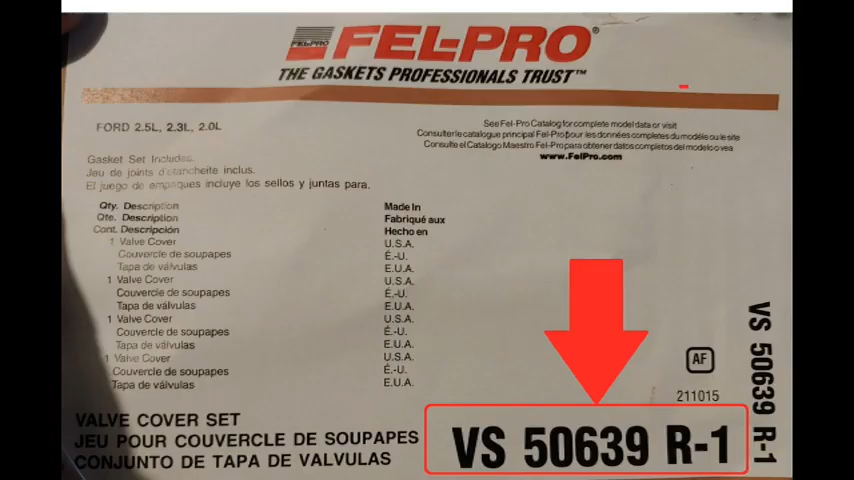 FEL-PRO
FEL-PRO®
THE GASKETS PROFESSIONALS TRUST™
FORD 2.5L, 2.3L, 2.0L
See Fel-Pro Catalog for complete model data or visit
Consulter le catalogue principal Fel-Pro pour les données completes du modèle ou le site
Consulte el Catalogo Maestro Fel-Pro para obtener datos completos del modelo o vea
www.FelPro.com
Gasket Set Includes.
Jeu de joints d'etancheite inclus.
El juego de empaques incluye los sellos y juntas para.
Qty. Description Made In
Qte. Description Fabriqué aux
Cont. Descripción Hecho en
1 Valve Cover U.S.A.
Couvercle de soupapes É.-U.
Tapa de válvulas E.U.A.
1 Valve Cover U.S.A.
Couvercle de soupapes É.-U.
Tapa de válvulas E.U.A.
1 Valve Cover U.S.A.
Couvercle de soupapes É.-U.
Tapa de válvulas E.U.A.
1 Valve Cover U.S.A.
Couvercle de soupapes É.-U.
Tapa de válvulas E.U.A.
AF
211015
VALVE COVER SET
JEU POUR COUVERCLE DE SOUPAPES
CONJUNTO DE TAPA DE VALVULAS
VS 50639 R-1
VS 50639 R-1